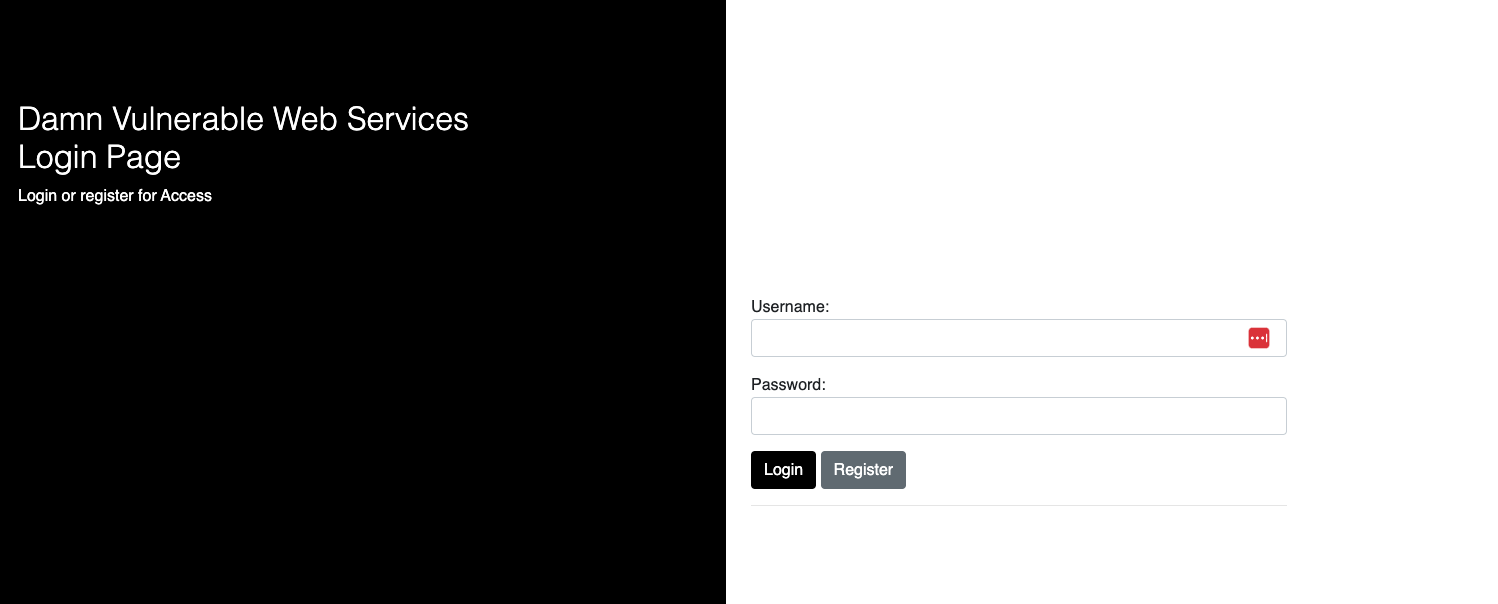 Damn Vulnerable Web Services
Login Page
Login or register for Access
Username:
Password:
Login Register